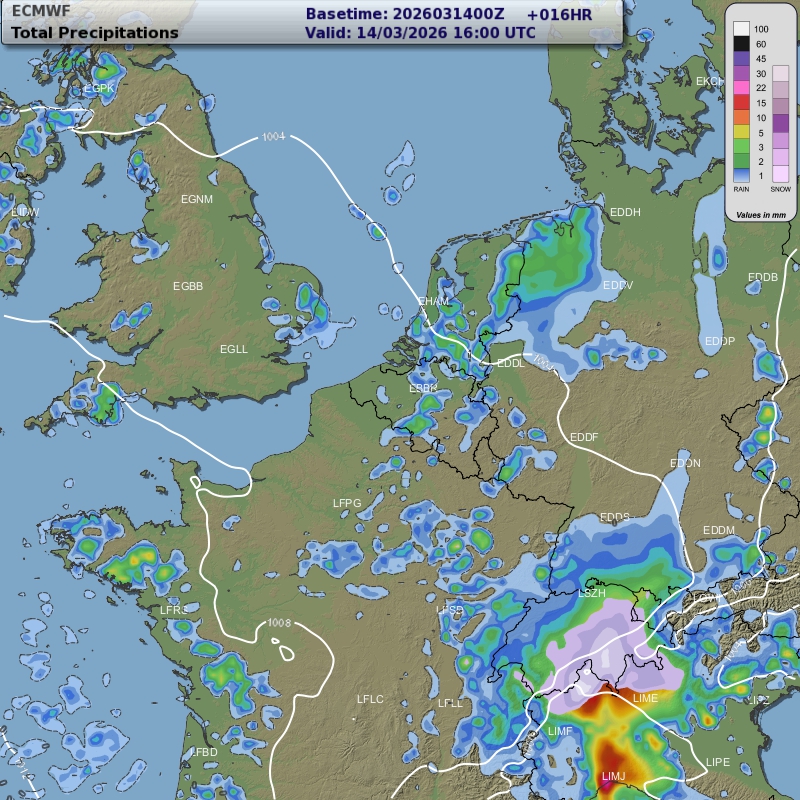 ECMWF
Basetime: 2026031400Z +016HR
Total Precipitations
Valid: 14/03/2026 16:00 UTC
100
60
45
30
22
15
10
5
3
2
1
RAIN
SNOW
Values in mm
EGPK
EKCH
1004
EGNM
EIDW
EDDH
EGBB
EDDV
EDDB
EHAM
EGLL
EDDP
EDDL
EBBR
EDDF
EDDN
LFPG
EDDS
EDDM
LSZH
LFRS
LFSD
1008
LFLC
LFLL
LIME
LIPZ
LIMF
LFBD
LIPE
LIMJ